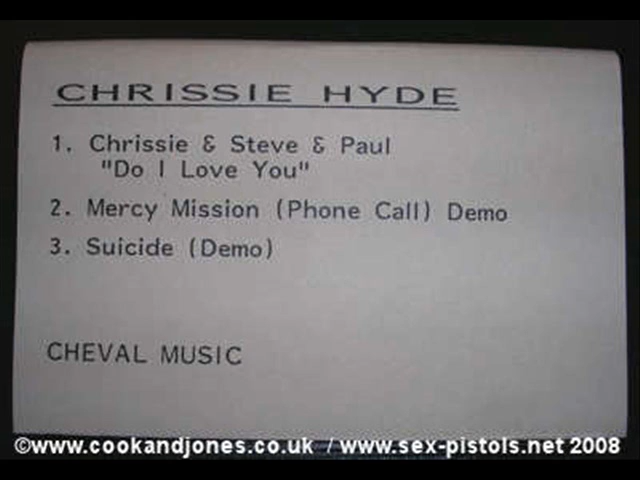 CHRISSIE HYDE
1. Chrissie & Steve & Paul
"Do I Love You"
2. Mercy Mission (Phone Call) Demo
3. Suicide (Demo)
CHEVAL MUSIC
©www.cookandjones.co.uk / www.sex-pistols.net 2008